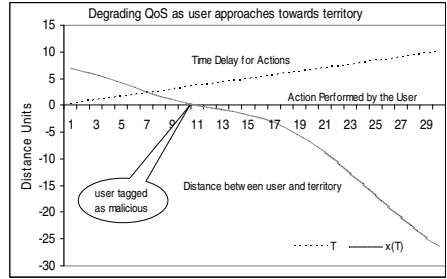 Degrading QoS as user approaches towards territory
15
10
5
0
-5
-10
-15
-20
-25
-30
Distance Units
Time Delay for Actions
Action Performed by the User
1 3 5 7 9 11 13 15 17 19 21 23 25 27 29
user tagged
as malicious
Distance between user and territory
T x(T)